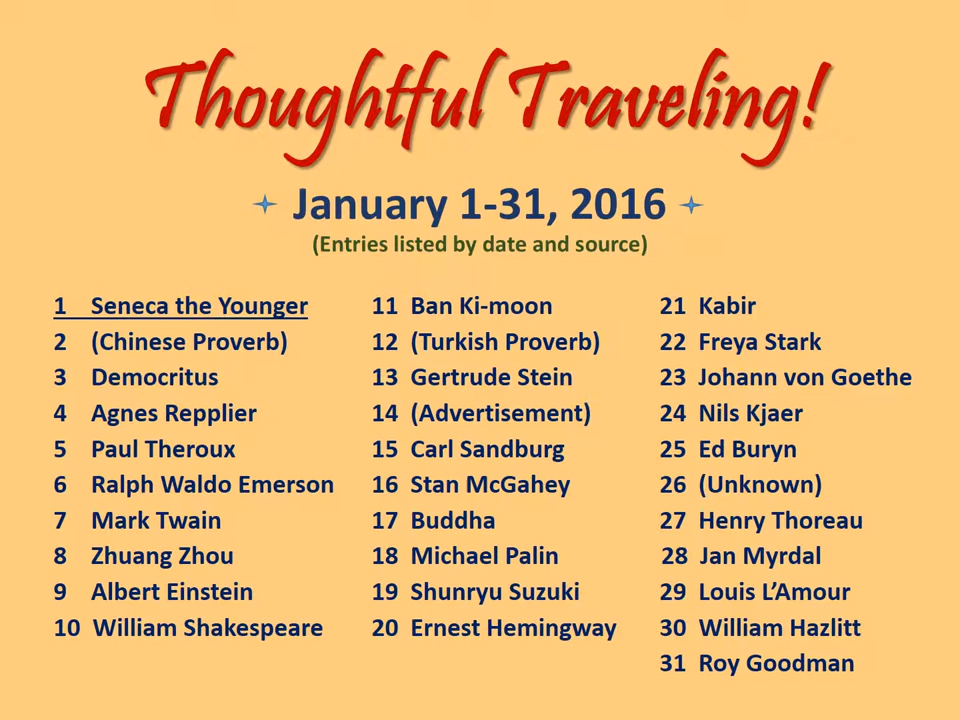 Thoughtful Traveling!
January 1-31, 2016
(Entries listed by date and source)
1 Seneca the Younger
2 (Chinese Proverb)
3 Democritus
4 Agnes Repplier
5 Paul Theroux
6 Ralph Waldo Emerson
7 Mark Twain
8 Zhuang Zhou
9 Albert Einstein
10 William Shakespeare
11 Ban Ki-moon
12 (Turkish Proverb)
13 Gertrude Stein
14 (Advertisement)
15 Carl Sandburg
16 Stan McGahey
17 Buddha
18 Michael Palin
19 Shunryu Suzuki
20 Ernest Hemingway
21 Kabir
22 Freya Stark
23 Johann von Goethe
24 Nils Kjaer
25 Ed Buryn
26 (Unknown)
27 Henry Thoreau
28 Jan Myrdal
29 Louis L’Amour
30 William Hazlitt
31 Roy Goodman